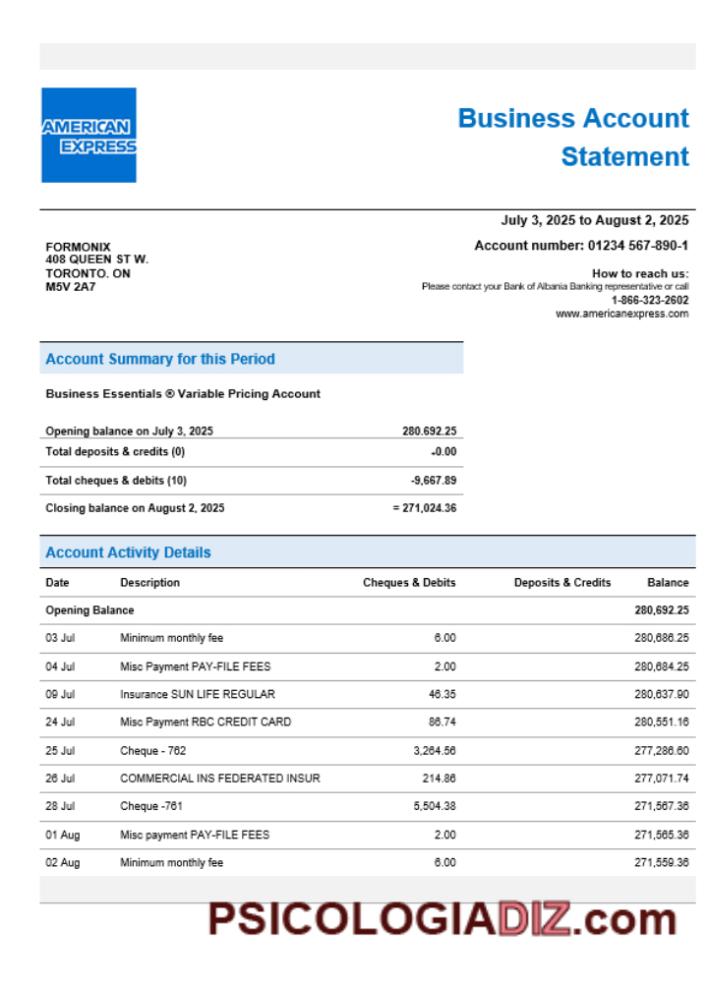 AMERICAN
EXPRESS
Business Account
Statement
July 3, 2025 to August 2, 2025
FORMONIX
408 QUEEN ST W.
TORONTO. ON
M5V 2A7
Account number: 01234 567-890-1
How to reach us:
Please contact your Bank of Albania Banking representative or call
1-866-323-2602
www.americanexpress.com
Account Summary for this Period
Business Essentials ® Variable Pricing Account
Opening balance on July 3, 2025 280.692.25
Total deposits & credits (0) -0.00
Total cheques & debits (10) -9,667.89
Closing balance on August 2, 2025 = 271,024.36
Account Activity Details
Date Description Cheques & Debits Deposits & Credits Balance
Opening Balance 280,692.25
03 Jul Minimum monthly fee 6.00 280,686.25
04 Jul Misc Payment PAY-FILE FEES 2.00 280,684.25
09 Jul Insurance SUN LIFE REGULAR 46.35 280,637.90
24 Jul Misc Payment RBC CREDIT CARD 86.74 280,551.16
25 Jul Cheque - 762 3,264.56 277,286.60
26 Jul COMMERCIAL INS FEDERATED INSUR 214.86 277,071.74
28 Jul Cheque -761 5,504.38 271,567.36
01 Aug Misc payment PAY-FILE FEES 2.00 271,565.36
02 Aug Minimum monthly fee 6.00 271,559.36
PSICOLOGIADIZ.com